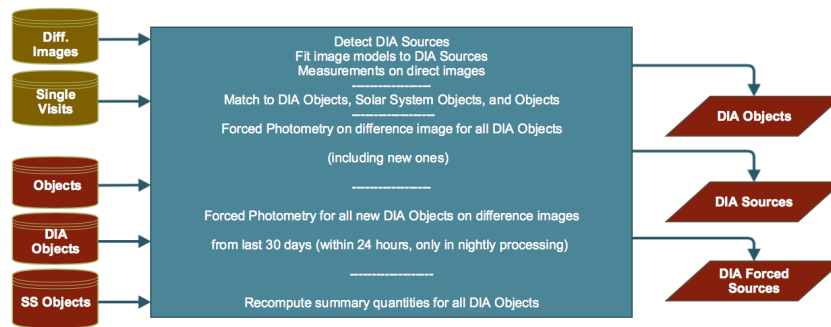 Diff.
Images
Single
Visits
Objects
DIA
Objects
SS Objects
Detect DIA Sources
Fit image models to DIA Sources
Measurements on direct images
-------------------
Match to DIA Objects, Solar System Objects, and Objects
-------------------
Forced Photometry on difference image for all DIA Objects
(including new ones)
-------------------
Forced Photometry for all new DIA Objects on difference images
from last 30 days (within 24 hours, only in nightly processing)
-------------------
Recompute summary quantities for all DIA Objects
DIA Objects
DIA Sources
DIA Forced
Sources